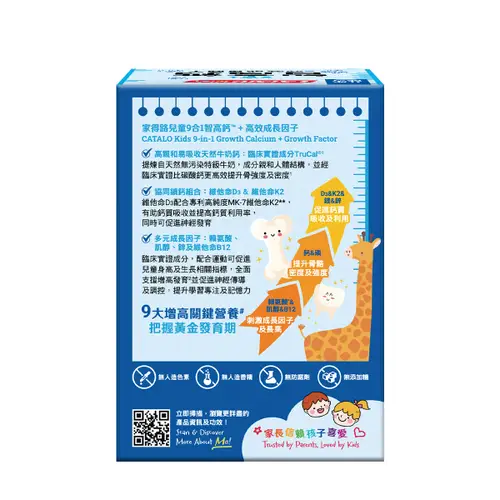 家得路兒童9合1智高鈣™ + 高效成長因子
CATALO Kids 9-in-1 Growth Calcium + Growth Factor
高關和易吸收天然牛奶鈣：臨床實證成分TruCal®¹
提煉自天然無污染特級牛奶，成分親和人體結構，並經
臨床實證比碳酸鈣更高效提升骨強度及密度¹
協同鎖鈣組合：維他命D₃ & 維他命K2
維他命D₃配合專利高純度MK-7維他命K2**，
有助鈣質吸收並提高鈣質利用率，
同時可促進神經發育
多元成長因子：賴氨酸、
肌醇、鋅及維他命B12
臨床實證成分，配合運動可促進
兒童身高及生長相關指標，全面
支援增高發育²並促進神經傳導
及調控，提升學習專注及記憶力
9大增高關鍵營養#
把握黃金發育期
D₃&K2&
鎂&鋅
促進鈣質
吸收及利用
鈣&磷
提升骨骼
密度及強度
賴氨酸&
肌醇&B12
刺激成長因子
及長高
無人造色素
無人造香精
無防腐劑
無添加糖
立即掃描，瀏覽更詳盡的
產品資訊及功效！
Scan & Discover
More About Me!
家長信賴 孩子喜愛
Trusted by Parents, Loved by Kids